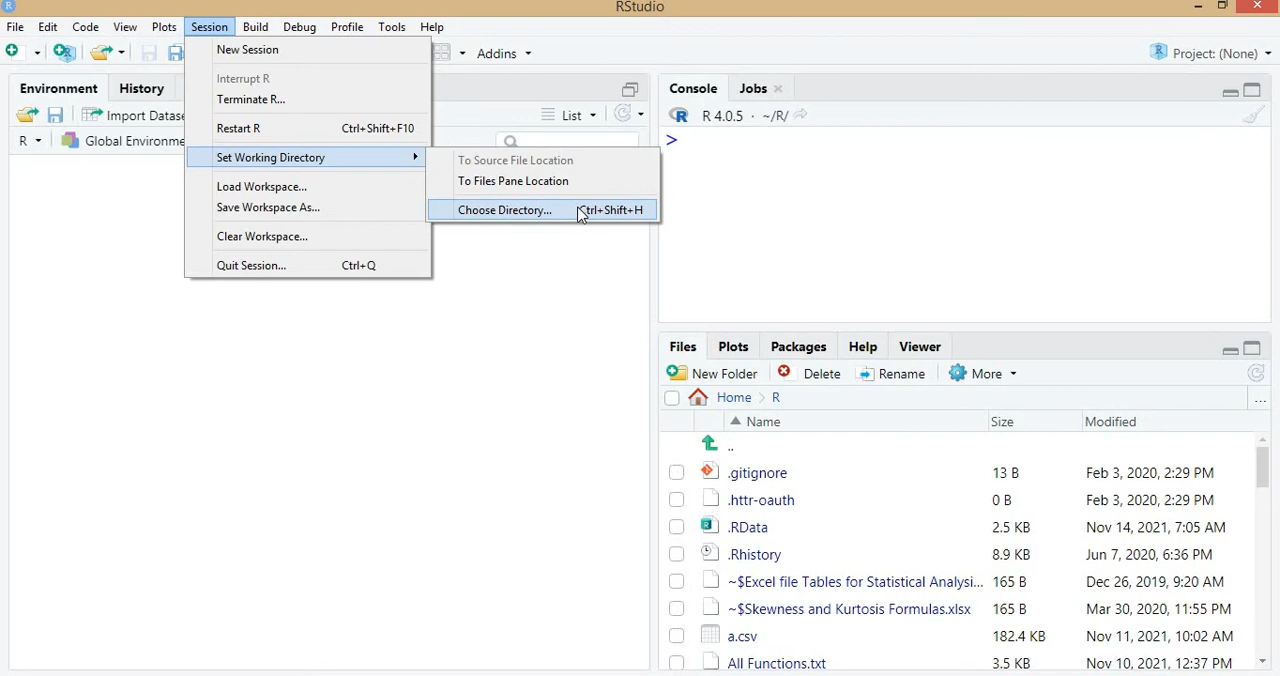 RStudio
File Edit Code View Plots Session Build Debug Profile Tools Help
Addins Project: (None)
New Session
Interrupt R
Terminate R...
Restart R Ctrl+Shift+F10
Set Working Directory
Load Workspace...
Save Workspace As...
Clear Workspace...
Quit Session... Ctrl+Q
To Source File Location
To Files Pane Location
Choose Directory... Ctrl+Shift+H
Environment History
Import Datase
List
R Global Environme
Console Jobs
R 4.0.5 · ~/R/
>
Files Plots Packages Help Viewer
New Folder Delete Rename More
Home R ...
Name Size Modified
..
.gitignore 13 B Feb 3, 2020, 2:29 PM
.httr-oauth 0 B Feb 3, 2020, 2:29 PM
.RData 2.5 KB Nov 14, 2021, 7:05 AM
.Rhistory 8.9 KB Jun 7, 2020, 6:36 PM
~$Excel file Tables for Statistical Analysi... 165 B Dec 26, 2019, 9:20 AM
~$Skewness and Kurtosis Formulas.xlsx 165 B Mar 30, 2020, 11:55 PM
a.csv 182.4 KB Nov 11, 2021, 10:02 AM
All Functions.txt 3.5 KB Nov 10, 2021, 12:37 PM